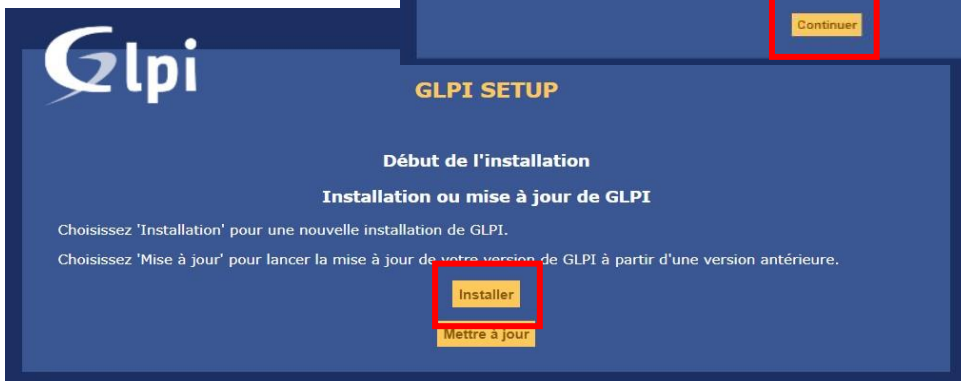 Continuer
Glpi
GLPI SETUP
Début de l'installation
Installation ou mise à jour de GLPI
Choisissez 'Installation' pour une nouvelle installation de GLPI.
Choisissez 'Mise à jour' pour lancer la mise à jour de votre version de GLPI à partir d'une version antérieure.
Installer
Mettre à jour